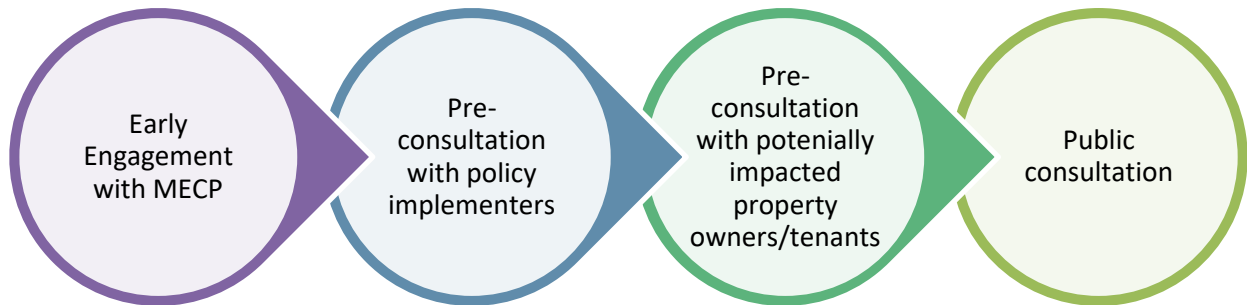 Early
Engagement
with MECP
Pre-
consultation
with policy
implementers
Pre-
consultation
with potenially
impacted
property
owners/tenants
Public
consultation